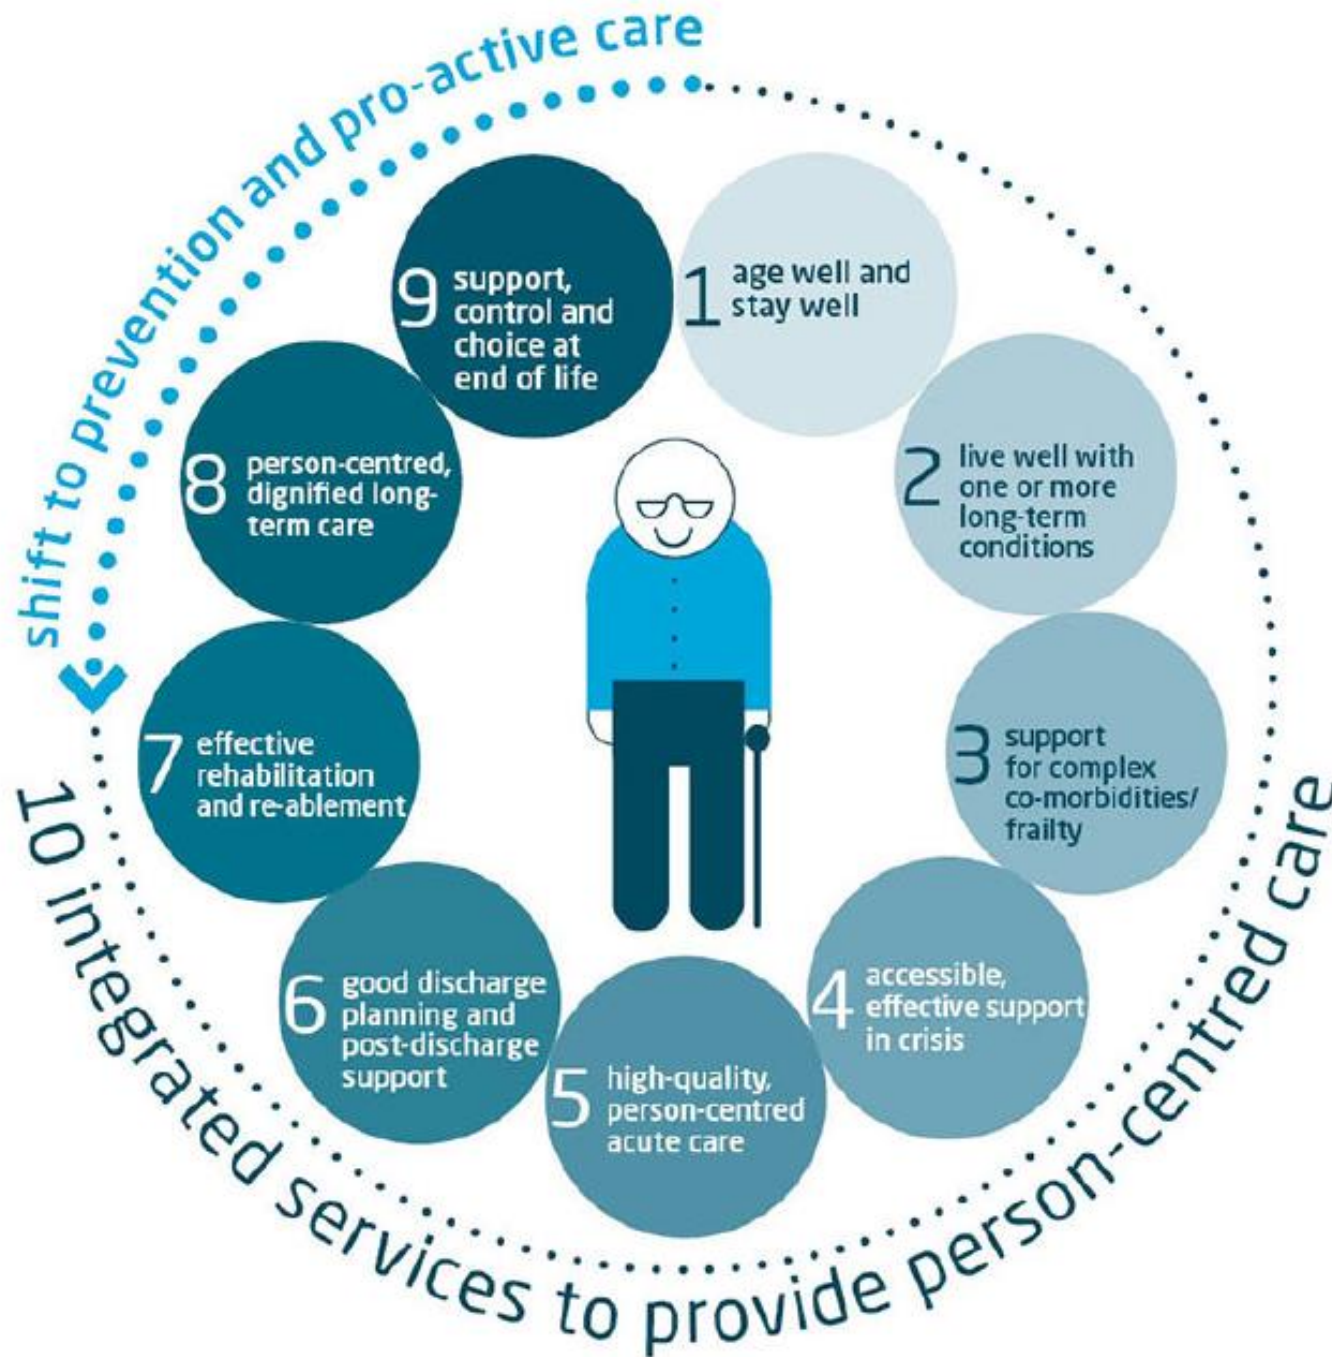 shift to prevention and pro-active care
1 age well and
stay well
2 live well with
one or more
long-term
conditions
3 support
for complex
co-morbidities/
frailty
4 accessible,
effective support
in crisis
5 high-quality,
person-centred
acute care
6 good discharge
planning and
post-discharge
support
7 effective
rehabilitation
and re-ablement
8 person-centred,
dignified long-
term care
9 support,
control and
choice at
end of life
10 integrated services to provide person-centred care